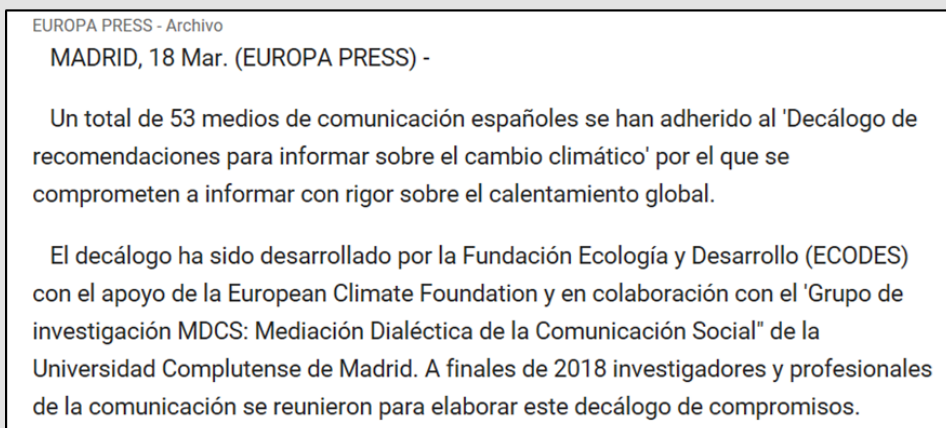 EUROPA PRESS - Archivo
MADRID, 18 Mar. (EUROPA PRESS) -
Un total de 53 medios de comunicación españoles se han adherido al 'Decálogo de
recomendaciones para informar sobre el cambio climático' por el que se
comprometen a informar con rigor sobre el calentamiento global.
El decálogo ha sido desarrollado por la Fundación Ecología y Desarrollo (ECODES)
con el apoyo de la European Climate Foundation y en colaboración con el 'Grupo de
investigación MDCS: Mediación Dialéctica de la Comunicación Social" de la
Universidad Complutense de Madrid. A finales de 2018 investigadores y profesionales
de la comunicación se reunieron para elaborar este decálogo de compromisos.